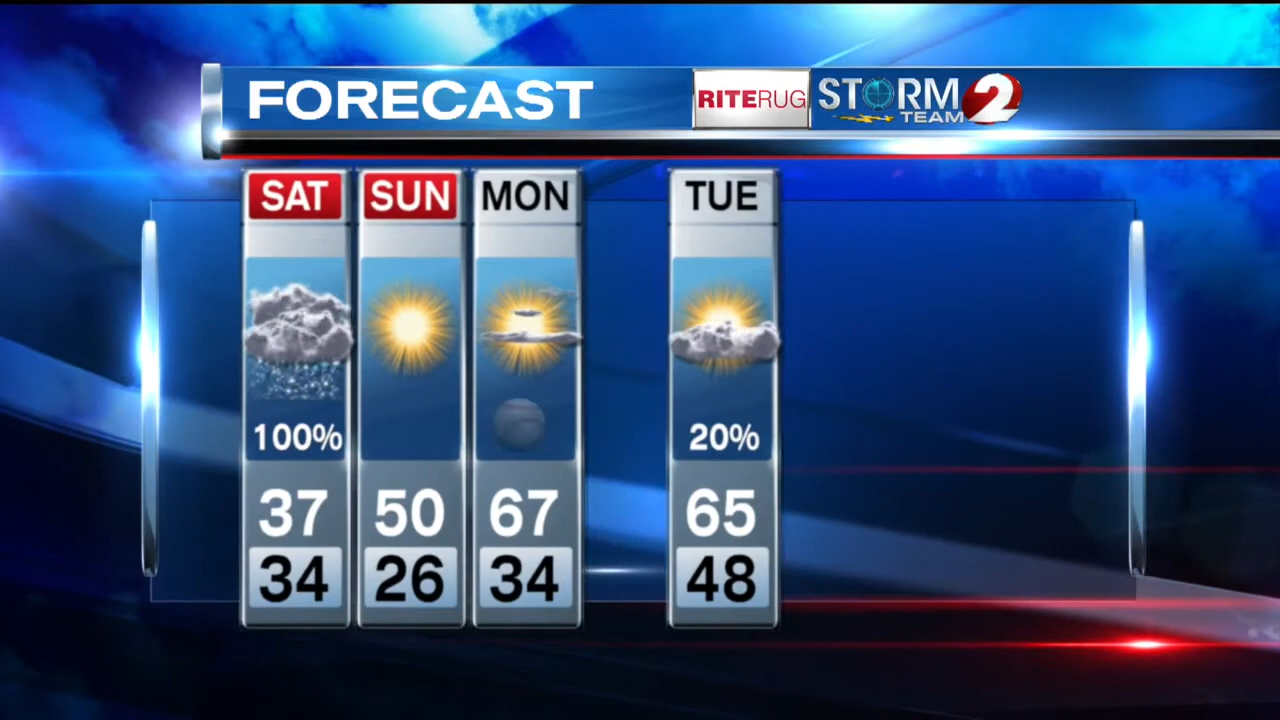 FORECAST
RITERUG
STORM
TEAM 2
SAT SUN MON TUE
100% 20%
37 50 67 65
34 26 34 48